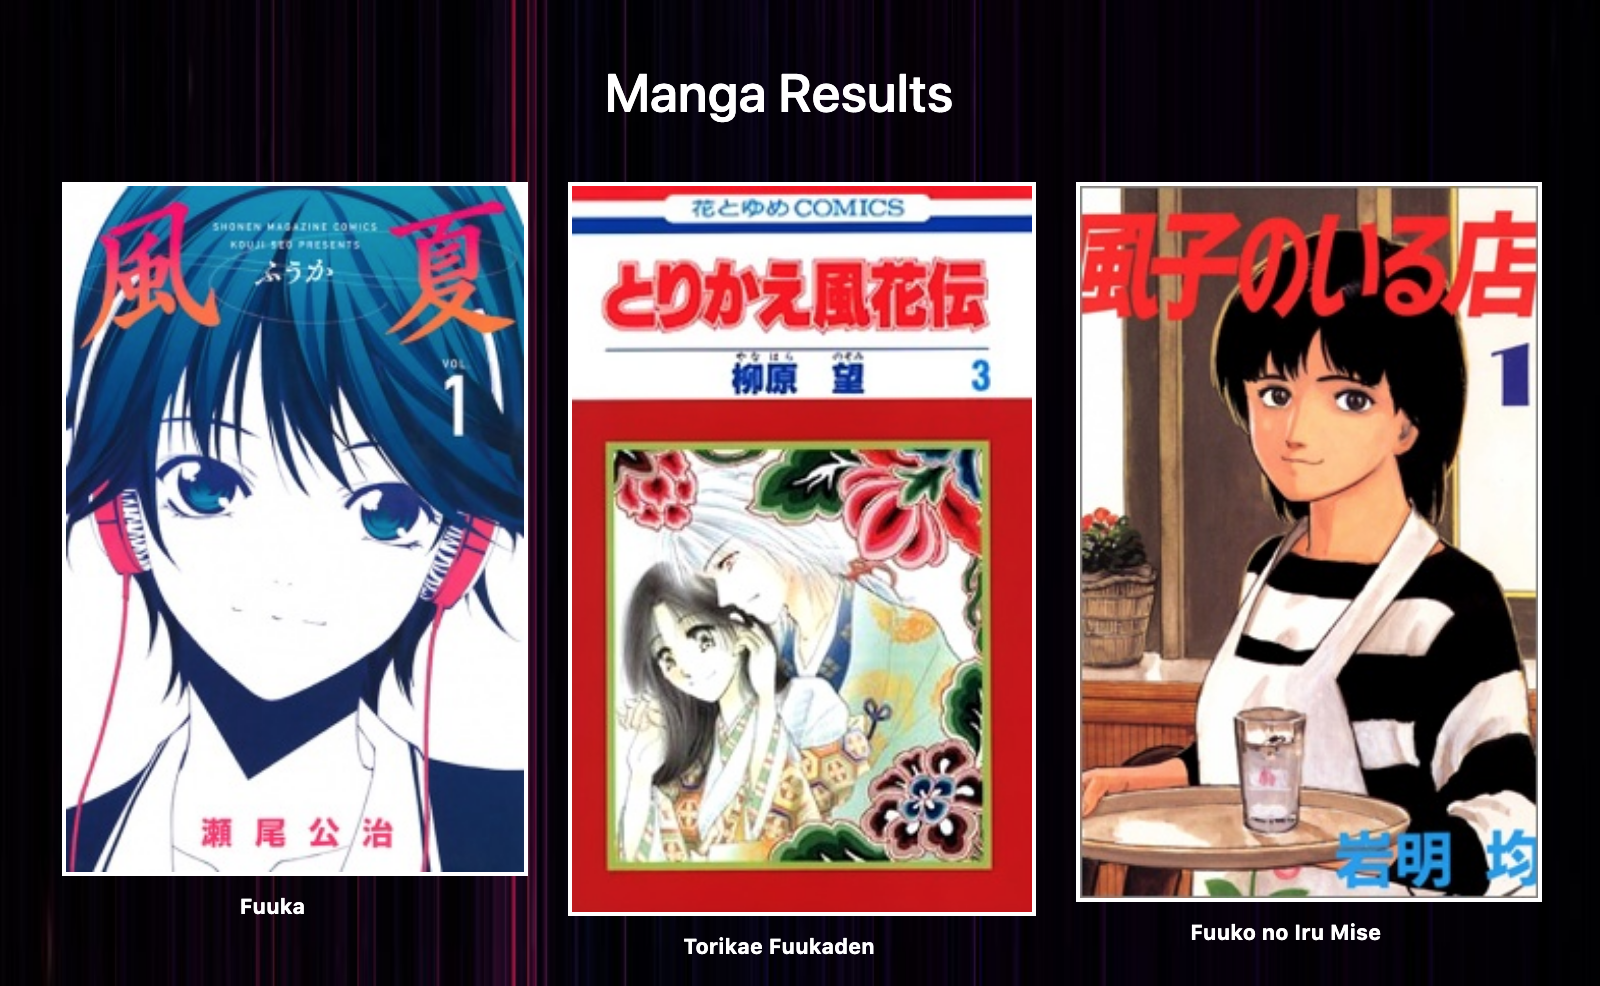 Manga Results
SHONEN MAGAZINE COMICS
KOUJI SEO PRESENTS
風夏
ふうか
VOL.
1
瀬尾公治
Fuuka
花とゆめCOMICS
とりかえ風花伝
やなはら のぞみ
柳原 望 3
Torikae Fuukaden
風子のいる店
1
岩明 均
Fuuko no Iru Mise